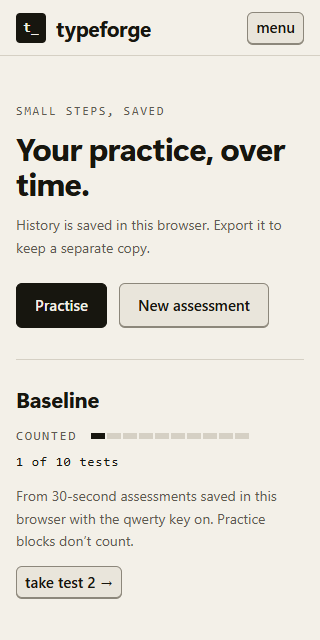 t_ typeforge menu
SMALL STEPS, SAVED
Your practice, over
time.
History is saved in this browser. Export it to
keep a separate copy.
Practise New assessment
Baseline
COUNTED
1 of 10 tests
From 30-second assessments saved in this
browser with the qwerty key on. Practice
blocks don’t count.
take test 2 →